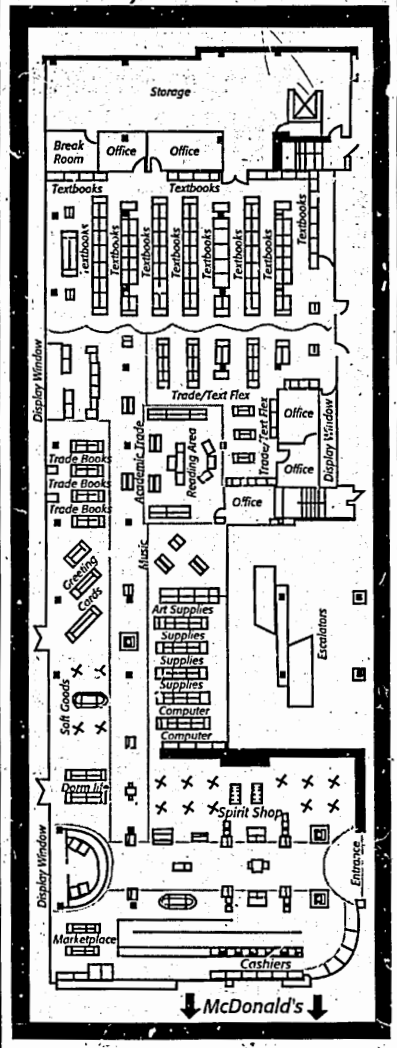 Storage
Break
Room
Office
Office
Textbooks
Textbooks
Textbooks
Textbooks
Textbooks
Textbooks
Textbooks
Textbooks
Textbooks
Display Window
Trade/Text Flex
Academic Trade
Reading Area
Trade/Text Flex
Office
Display Window
Office
Office
Trade Books
Trade Books
Trade Books
Music
Greeting
Cards
Art Supplies
Supplies
Supplies
Supplies
Computer
Computer
Escalators
Soft Goods
Dorm life
Spirit Shop
Display Window
Entrance
Marketplace
Cashiers
McDonald's